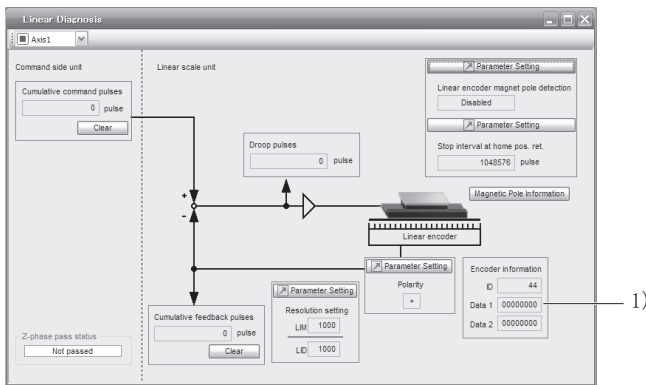 Linear Diagnosis
Axis1
Command side unit
Linear scale unit
Parameter Setting
Cumulative command pulses
0 pulse
Clear
Linear encoder magnet pole detection
Disabled
Parameter Setting
Stop interval at home pos. ret.
1048576 pulse
Droop pulses
0 pulse
Magnetic Pole Information
+
-
Linear encoder
Parameter Setting
Polarity
+
Encoder information
ID 44
Data 1 00000000
Data 2 00000000
1)
Parameter Setting
Resolution setting
LIM 1000
LID 1000
Cumulative feedback pulses
0 pulse
Clear
Z-phase pass status
Not passed